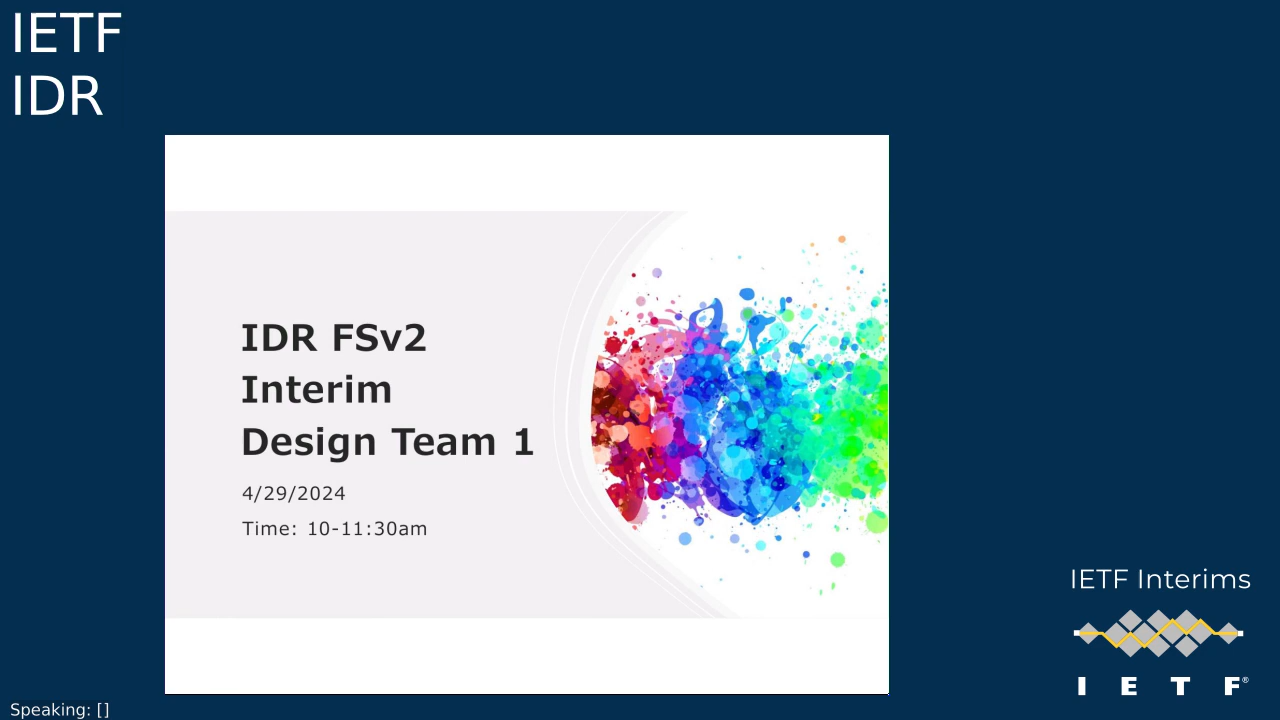 IETF
IDR
IDR FSv2
Interim
Design Team 1
4/29/2024
Time: 10-11:30am
IETF Interims
I E T F®
Speaking: []